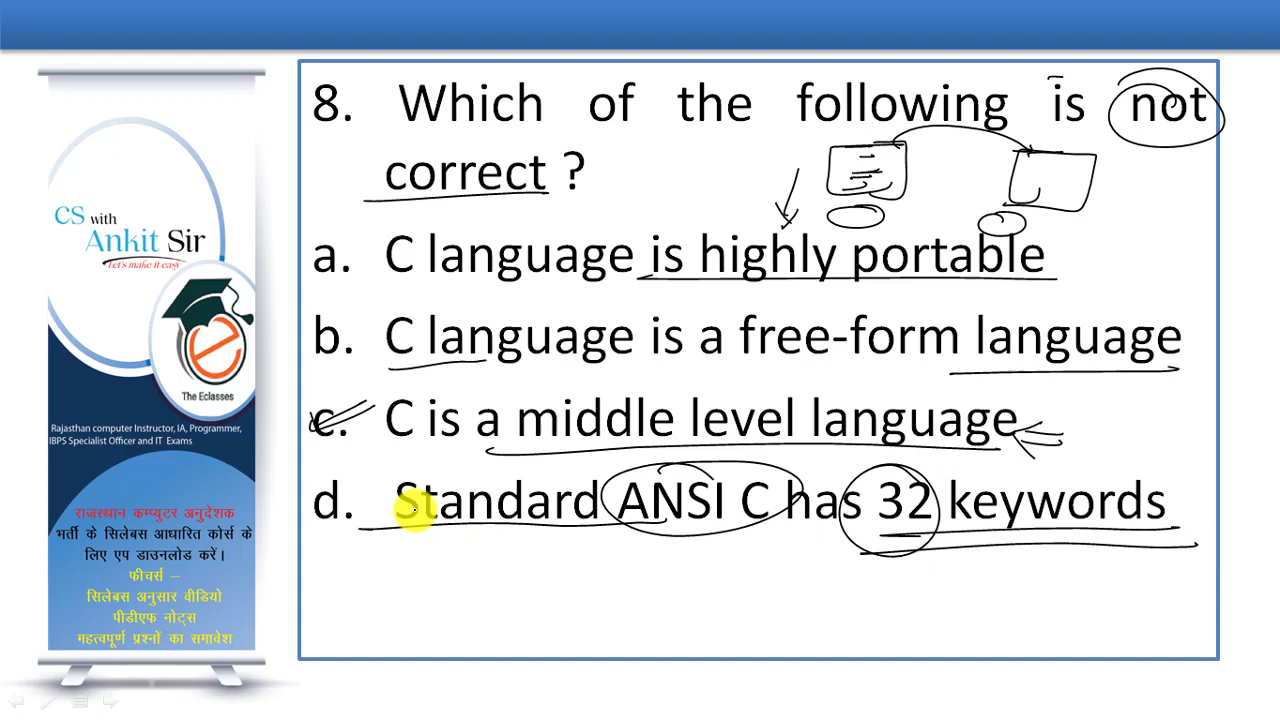 8. Which of the following is not
correct ?
a. C language is highly portable
b. C language is a free-form language
c. C is a middle level language
d. Standard ANSI C has 32 keywords
CS with
Ankit Sir
Let's make it easy
e
The Eclasses
Rajasthan computer Instructor, IA, Programmer,
IBPS Specialist Officer and IT Exams
राजस्थान कम्प्युटर अनुदेशक
भर्ती के सिलेबस आधारित कोर्स के
लिए एप डाउनलोड करें।
फीचर्स –
सिलेबस अनुसार वीडियो
पीडीएफ नोट्स
महत्वपूर्ण प्रश्नों का समावेश